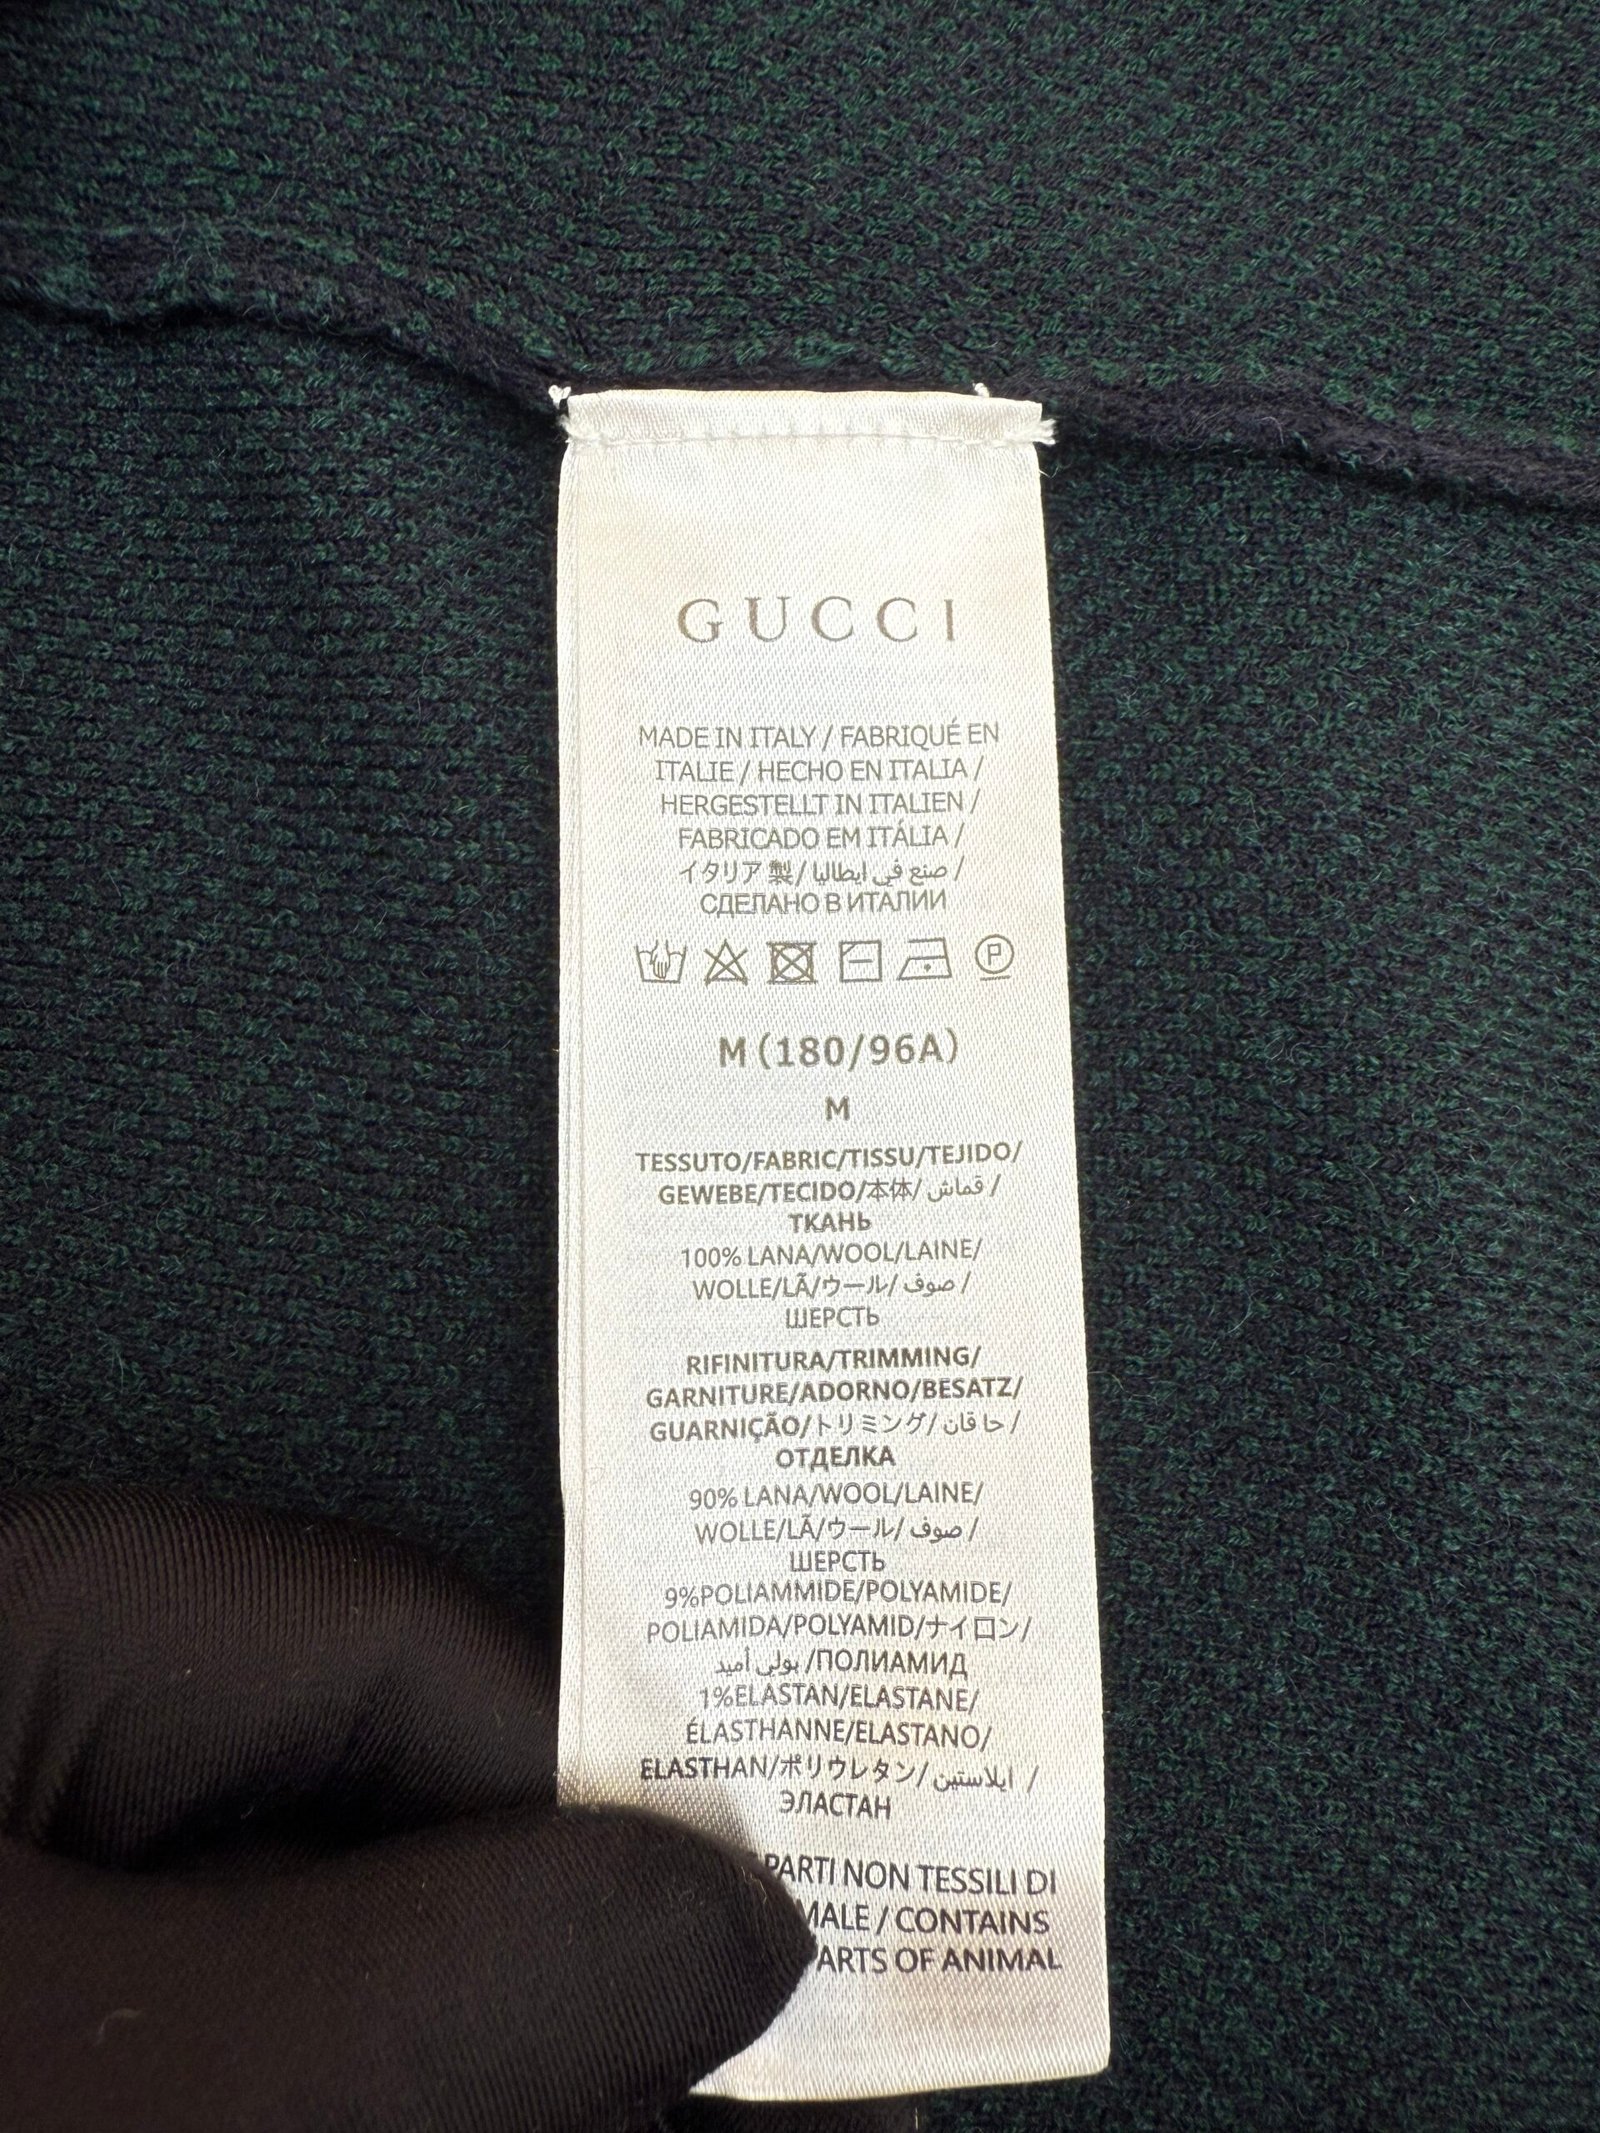 GUCCI
MADE IN ITALY / FABRIQUÉ EN
ITALIE / HECHO EN ITALIA /
HERGESTELLT IN ITALIEN /
FABRICADO EM ITÁLIA /
イタリア製 / صنع في ايطاليا /
СДЕЛАНО В ИТАЛИИ
P
M (180/96A)
M
TESSUTO/FABRIC/TISSU/TEJIDO/
GEWEBE/TECIDO/本体/ قماش /
ТКАНЬ
100% LANA/WOOL/LAINE/
WOLLE/LÃ/ウール/ صوف /
ШЕРСТЬ
RIFINITURA/TRIMMING/
GARNITURE/ADORNO/BESATZ/
GUARNIÇÃO/トリミング/ حا قان /
ОТДЕЛКА
90% LANA/WOOL/LAINE/
WOLLE/LÃ/ウール/ صوف /
ШЕРСТЬ
9%POLIAMMIDE/POLYAMIDE/
POLIAMIDA/POLYAMID/ナイロン/
بولي أميد /ПОЛИАМИД
1%ELASTAN/ELASTANE/
ÉLASTHANNE/ELASTANO/
ELASTHAN/ポリウレタン/ ايلاستين /
ЭЛАСТАН
PARTI NON TESSILI DI
/ CONTAINS
OF ANIMAL